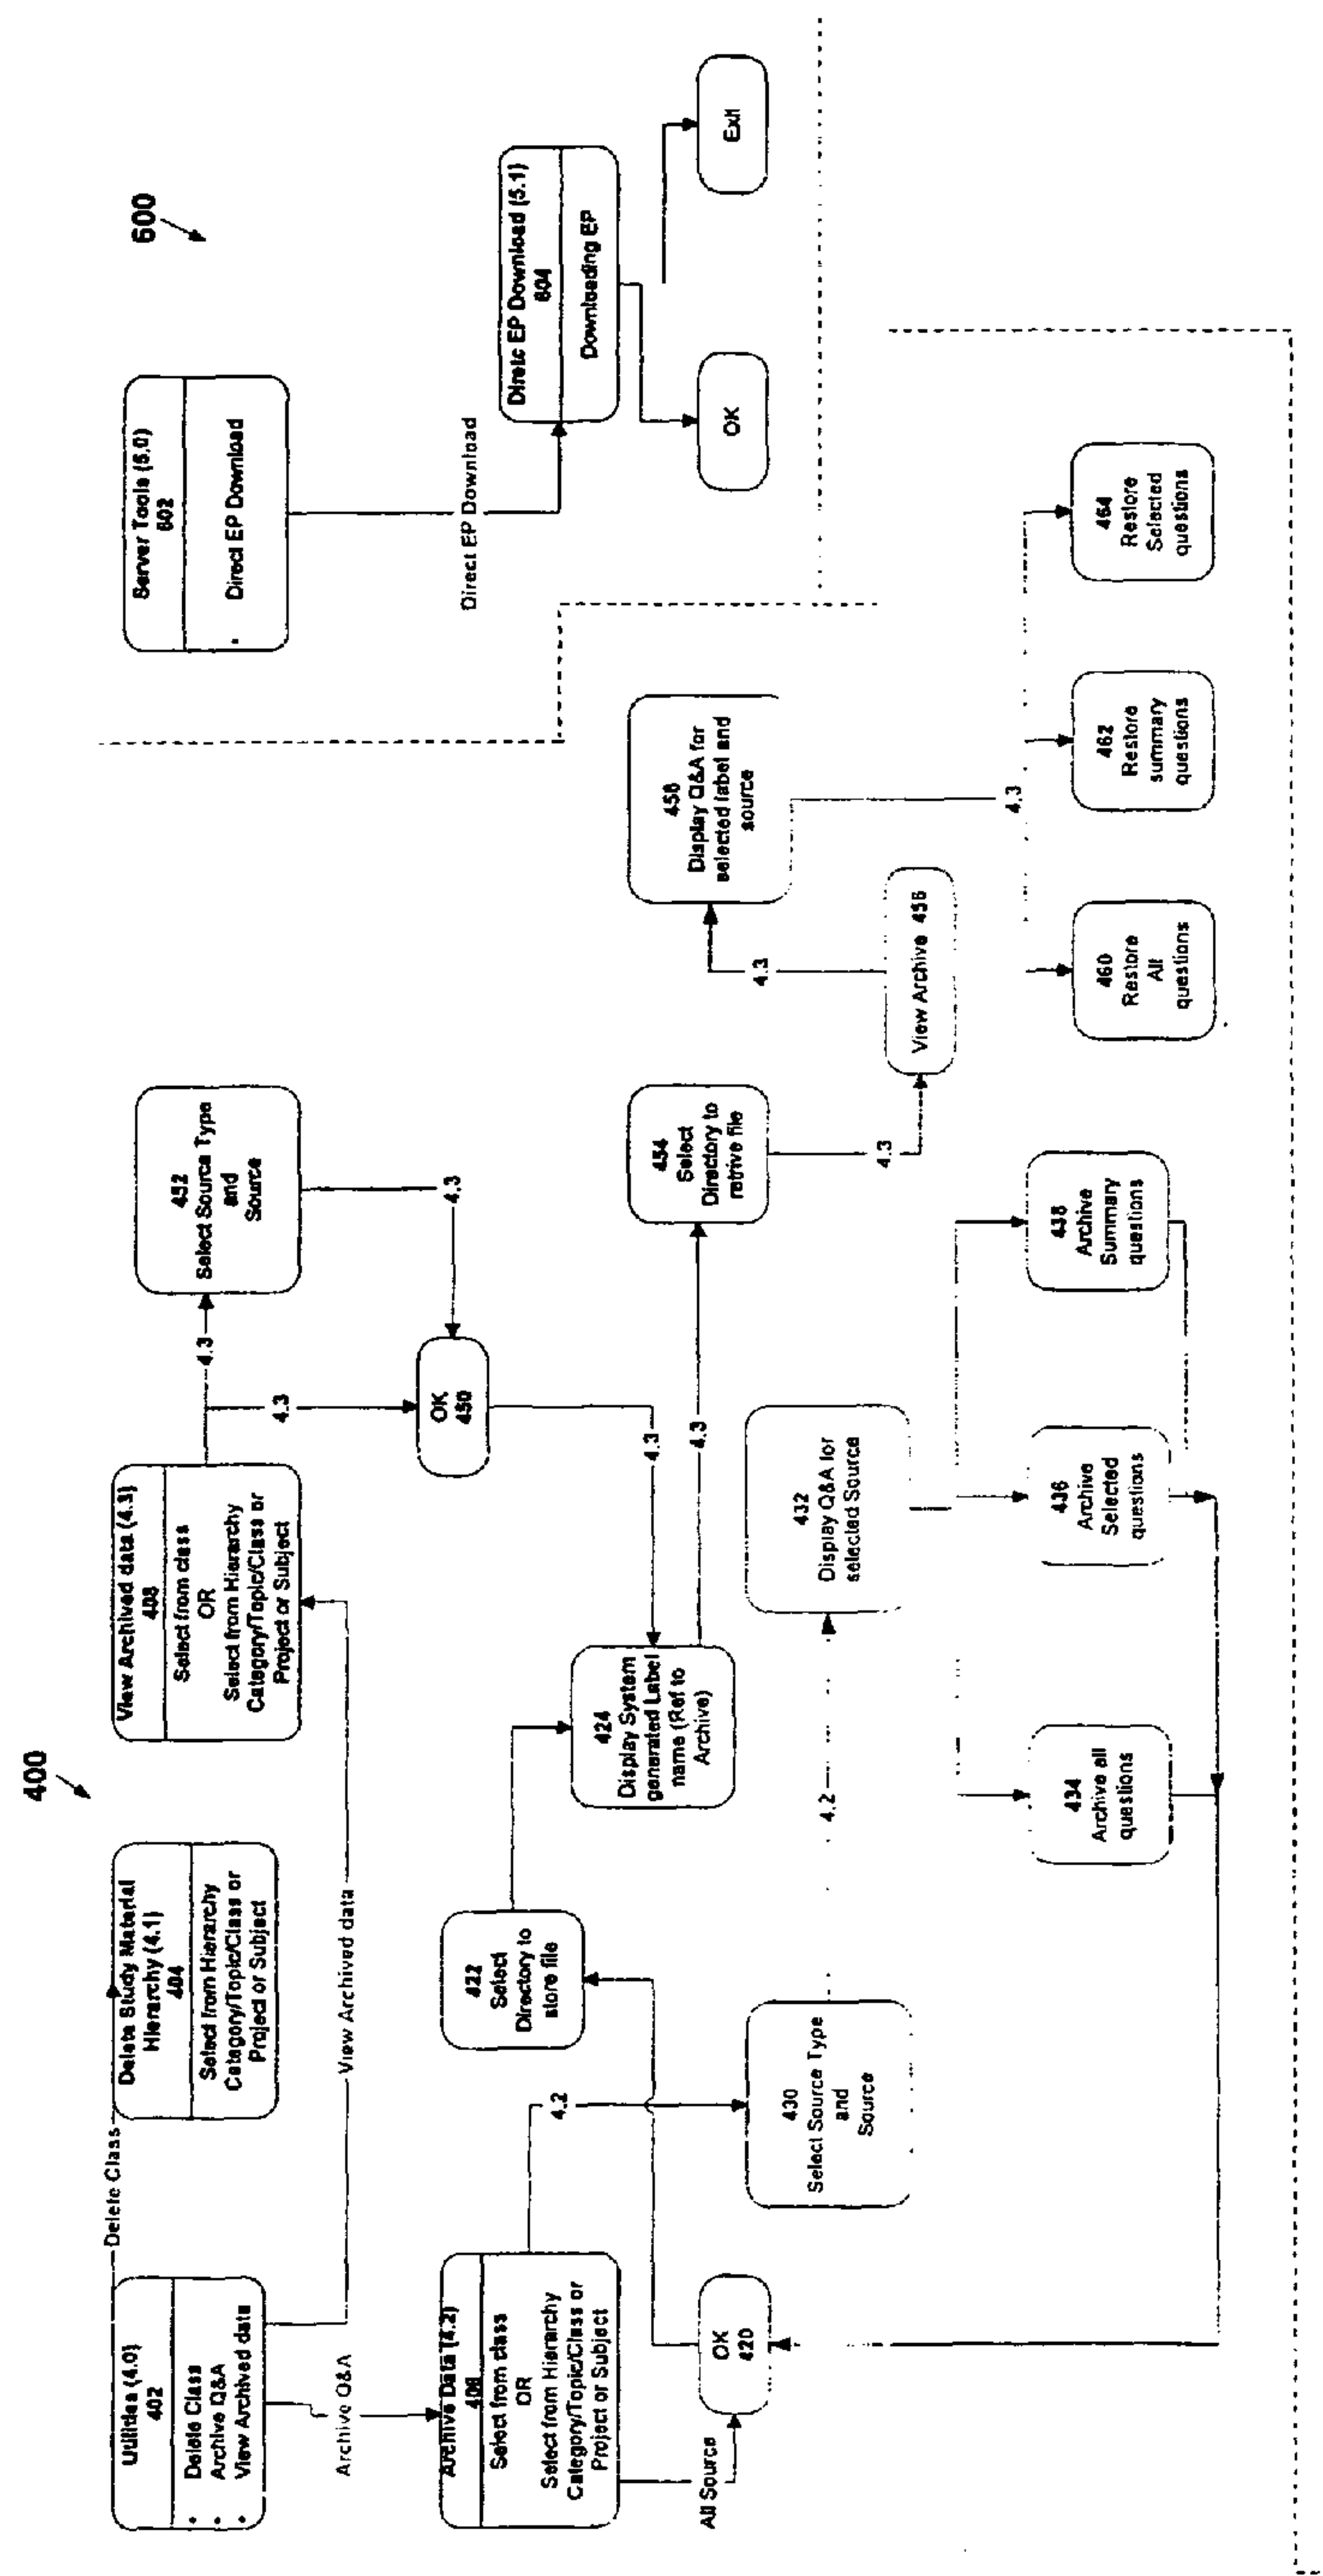 400
Utilities (4.0)
402
• Delete Class
• Archive Q&A
• View Archived data
Delete Class
Delete Study Material
Hierarchy (4.1)
404
Select from Hierarchy
Category/Topic/Class or
Project or Subject
View Archived data
View Archived data (4.3)
408
Select from class
OR
Select from Hierarchy
Category/Topic/Class or
Project or Subject
4.3
452
Select Source Type
and
Source
4.3
4.3
OK
450
Archive Q&A
Archive Data (4.2)
406
Select from class
OR
Select from Hierarchy
Category/Topic/Class or
Project or Subject
All Source
4.2
OK
420
422
Select
Directory to
store file
424
Display System
generated Label
name (Ref to
Archive)
4.3
4.3
454
Select
Directory to
retrive file
4.3
View Archive 456
4.3
458
Display Q&A for
selected label and
source
4.3
460
Restore
All
questions
462
Restore
summary
questions
464
Restore
Selected
questions
430
Select Source Type
and
Source
4.2
432
Display Q&A for
selected Source
434
Archive all
questions
436
Archive
Selected
questions
438
Archive
Summary
questions
600
Server Tools (5.0)
602
• Direct EP Download
Direct EP Download
Diretc EP Download (5.1)
604
Downloading EP
OK
Exit